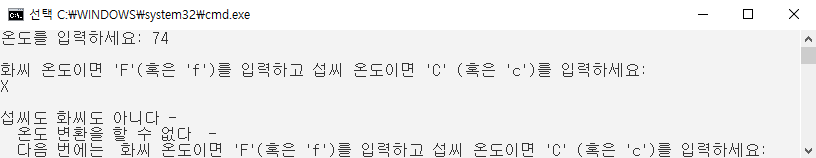 선택 C:₩WINDOWS₩system32₩cmd.exe
온도를 입력하세요: 74
화씨 온도이면 'F'(혹은 'f')를 입력하고 섭씨 온도이면 'C' (혹은 'c')를 입력하세요:
X
섭씨도 화씨도 아니다 -
온도 변환을 할 수 없다 -
다음 번에는 화씨 온도이면 'F'(혹은 'f')를 입력하고 섭씨 온도이면 'C' (혹은 'c')를 입력하세요: